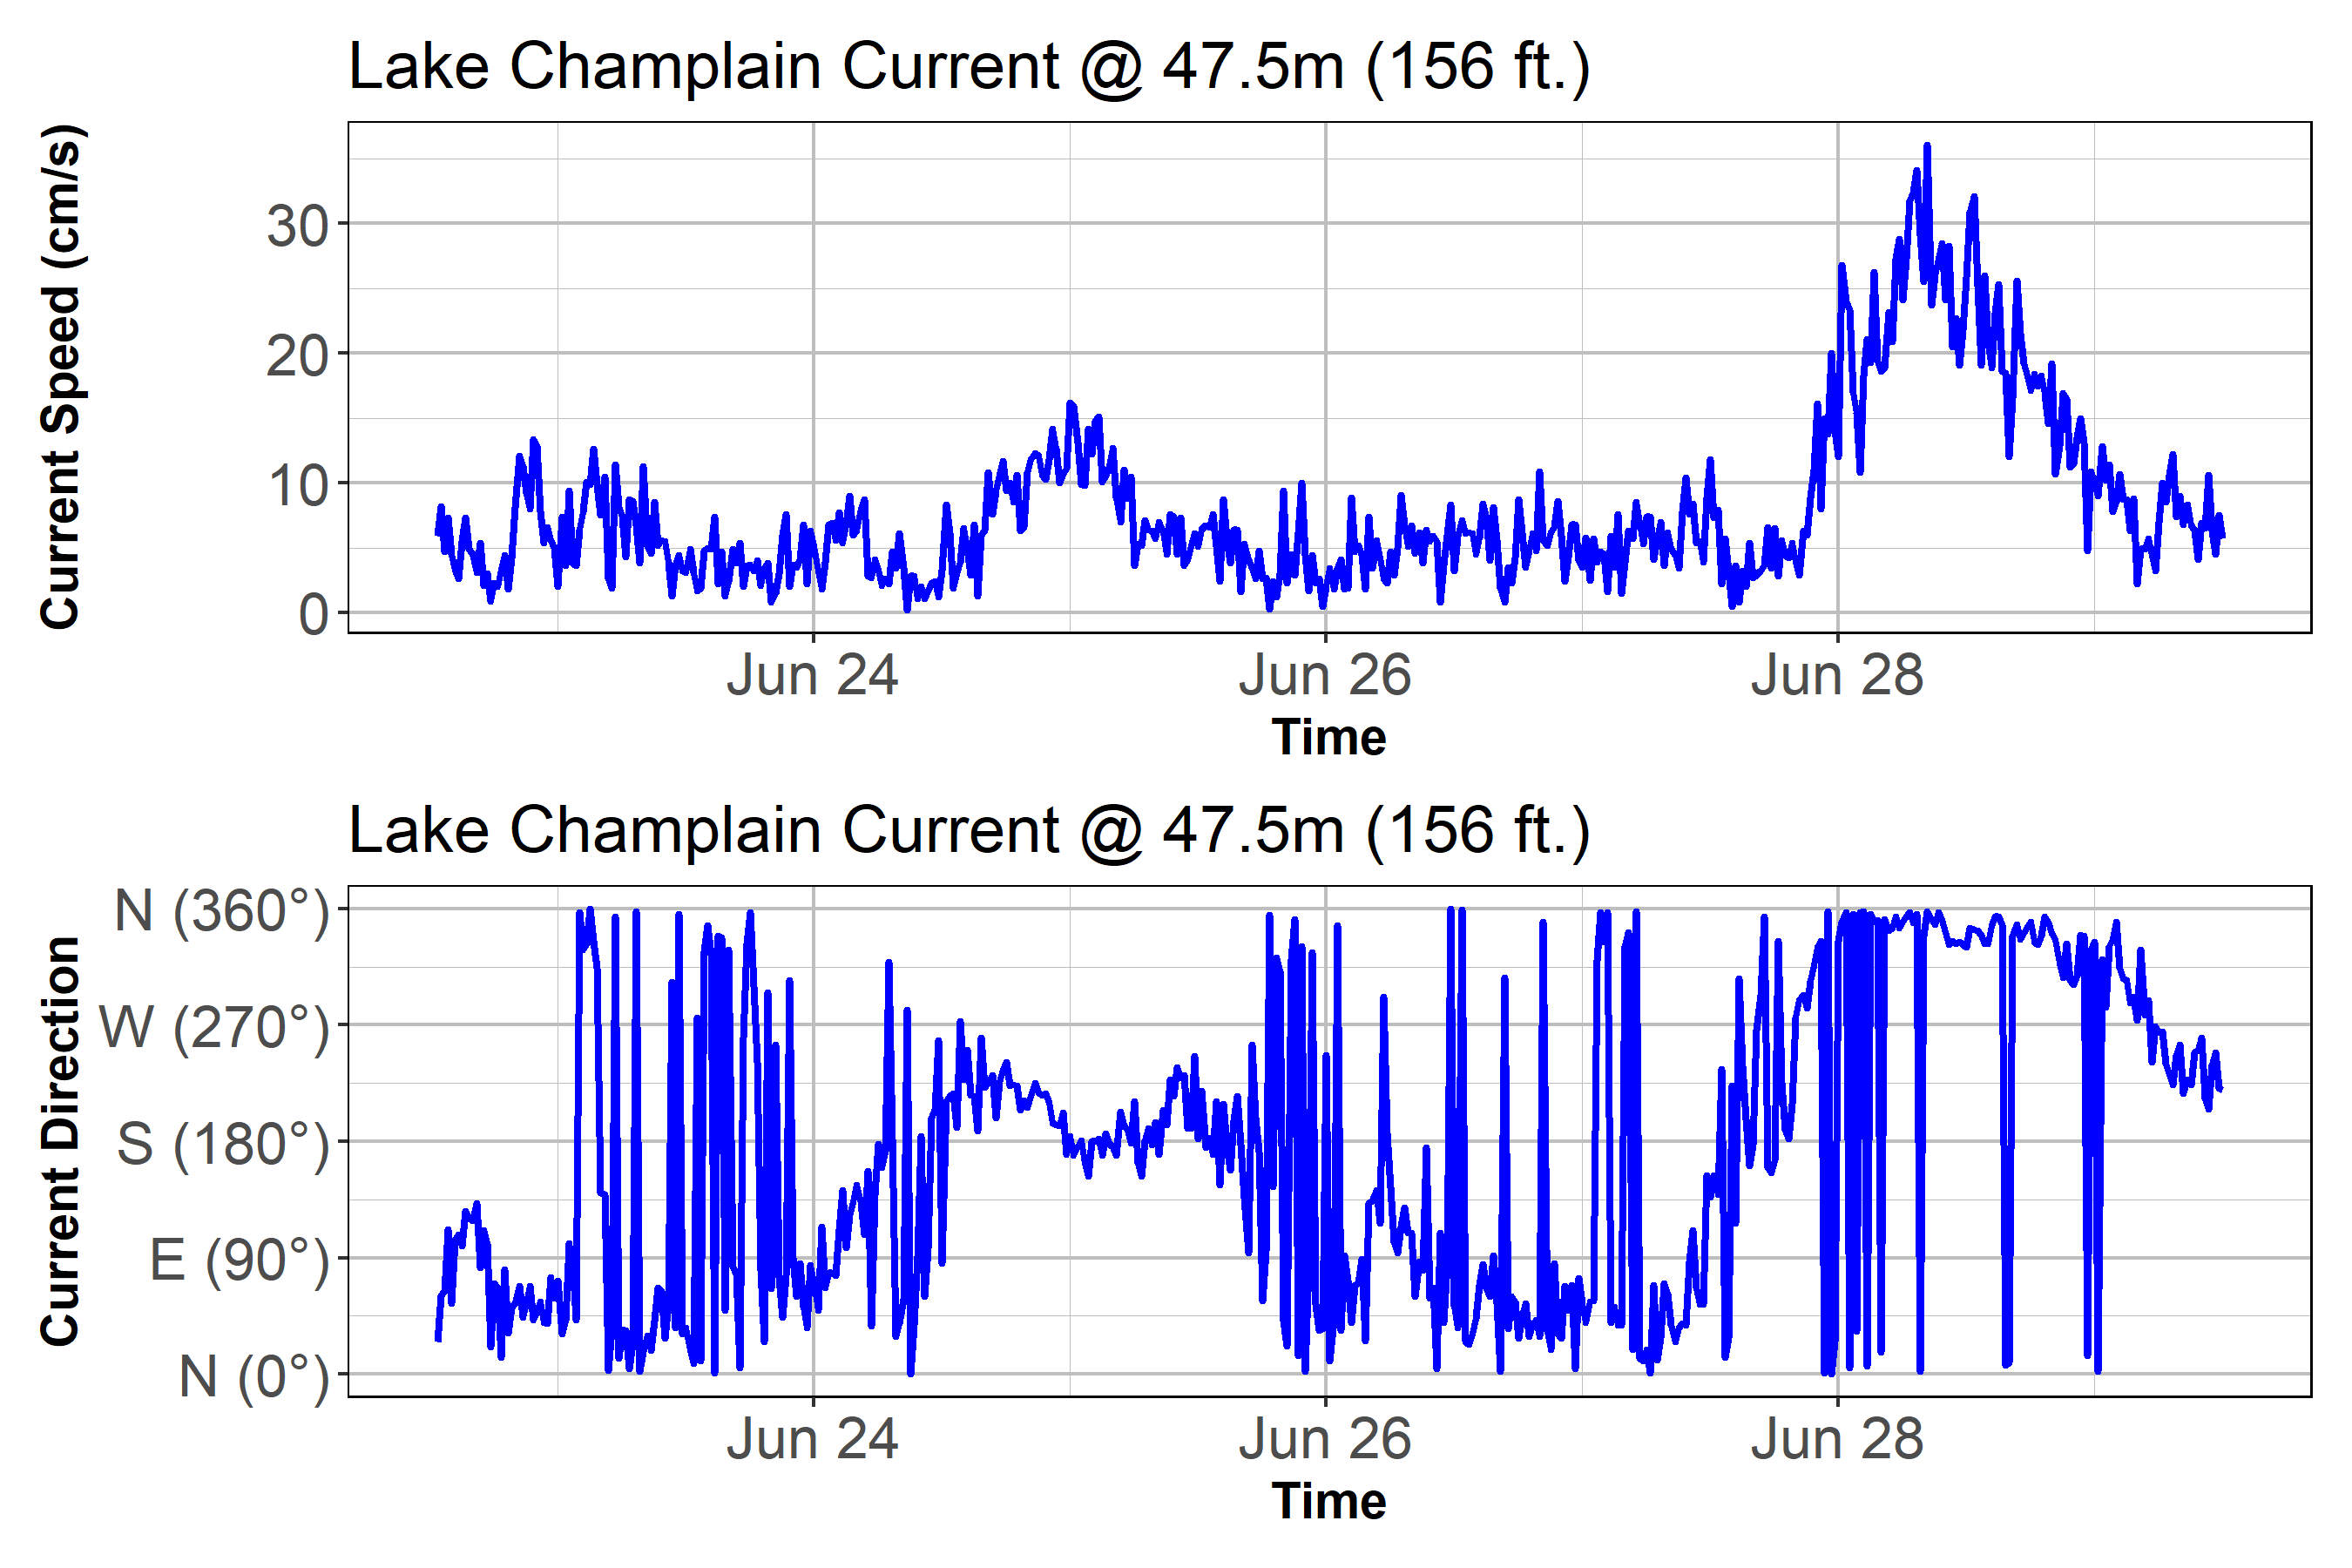 Lake Champlain Current @ 47.5m (156 ft.)
Current Speed (cm/s)
30
20
10
0
Jun 24 Jun 26 Jun 28
Time
Lake Champlain Current @ 47.5m (156 ft.)
Current Direction
N (360°)
W (270°)
S (180°)
E (90°)
N (0°)
Jun 24 Jun 26 Jun 28
Time